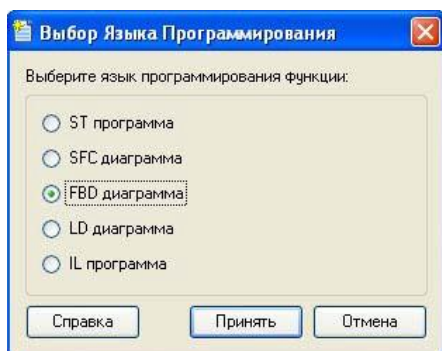 Выбор Языка Программирования
Выберите язык программирования функции:
ST программа
SFC диаграмма
FBD диаграмма
LD диаграмма
IL программа
Справка Принять Отмена